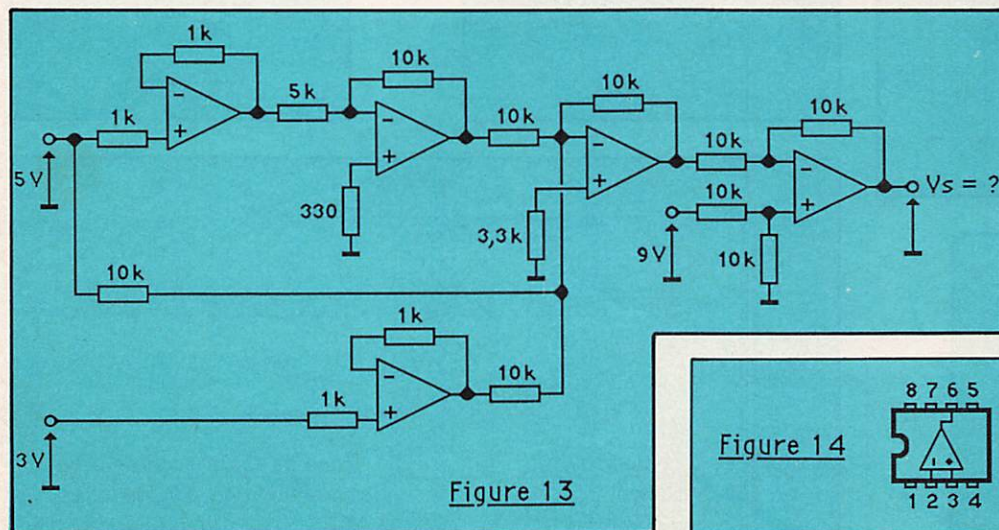 1k
10k
5k
10k
10k
10k
1k
10k
5V
330
3,3k
10k
Vs = ?
9V
10k
10k
1k
10k
1k
3V
Figure 13
8 7 6 5
Figure 14
1 2 3 4
- +
- +
- +
- +
- +
- +